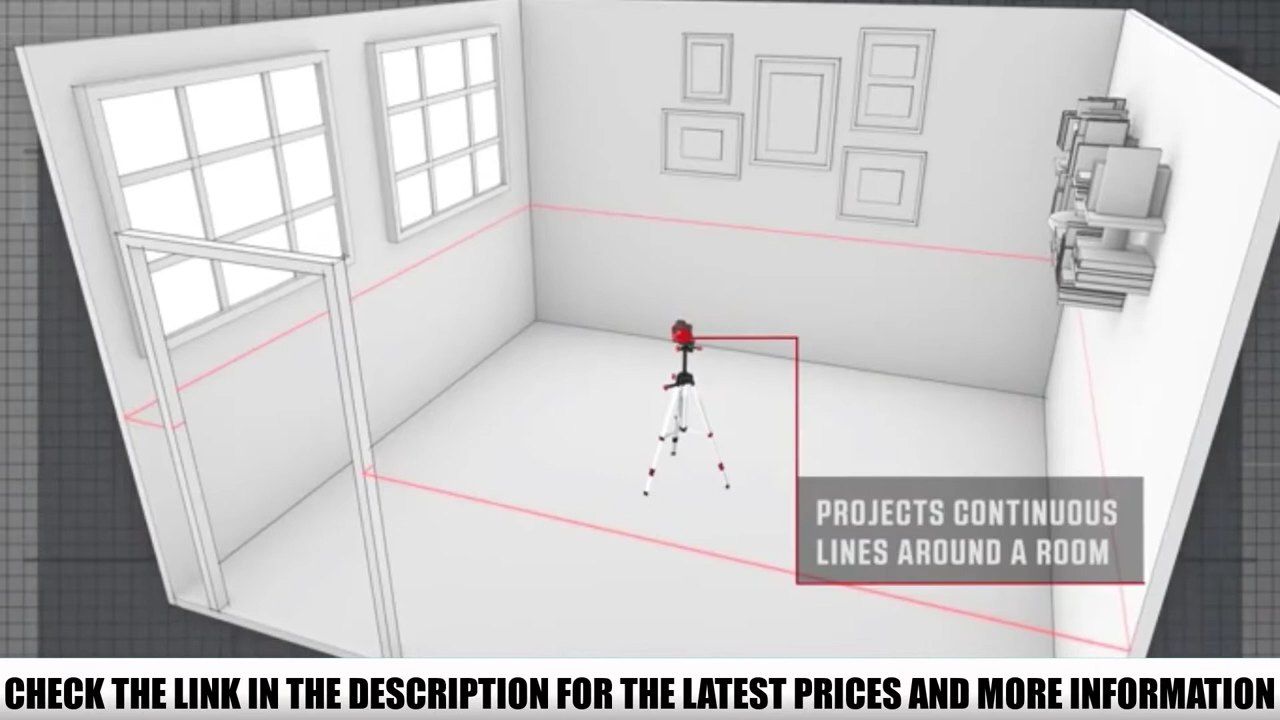 PROJECTS CONTINUOUS
LINES AROUND A ROOM
CHECK THE LINK IN THE DESCRIPTION FOR THE LATEST PRICES AND MORE INFORMATION